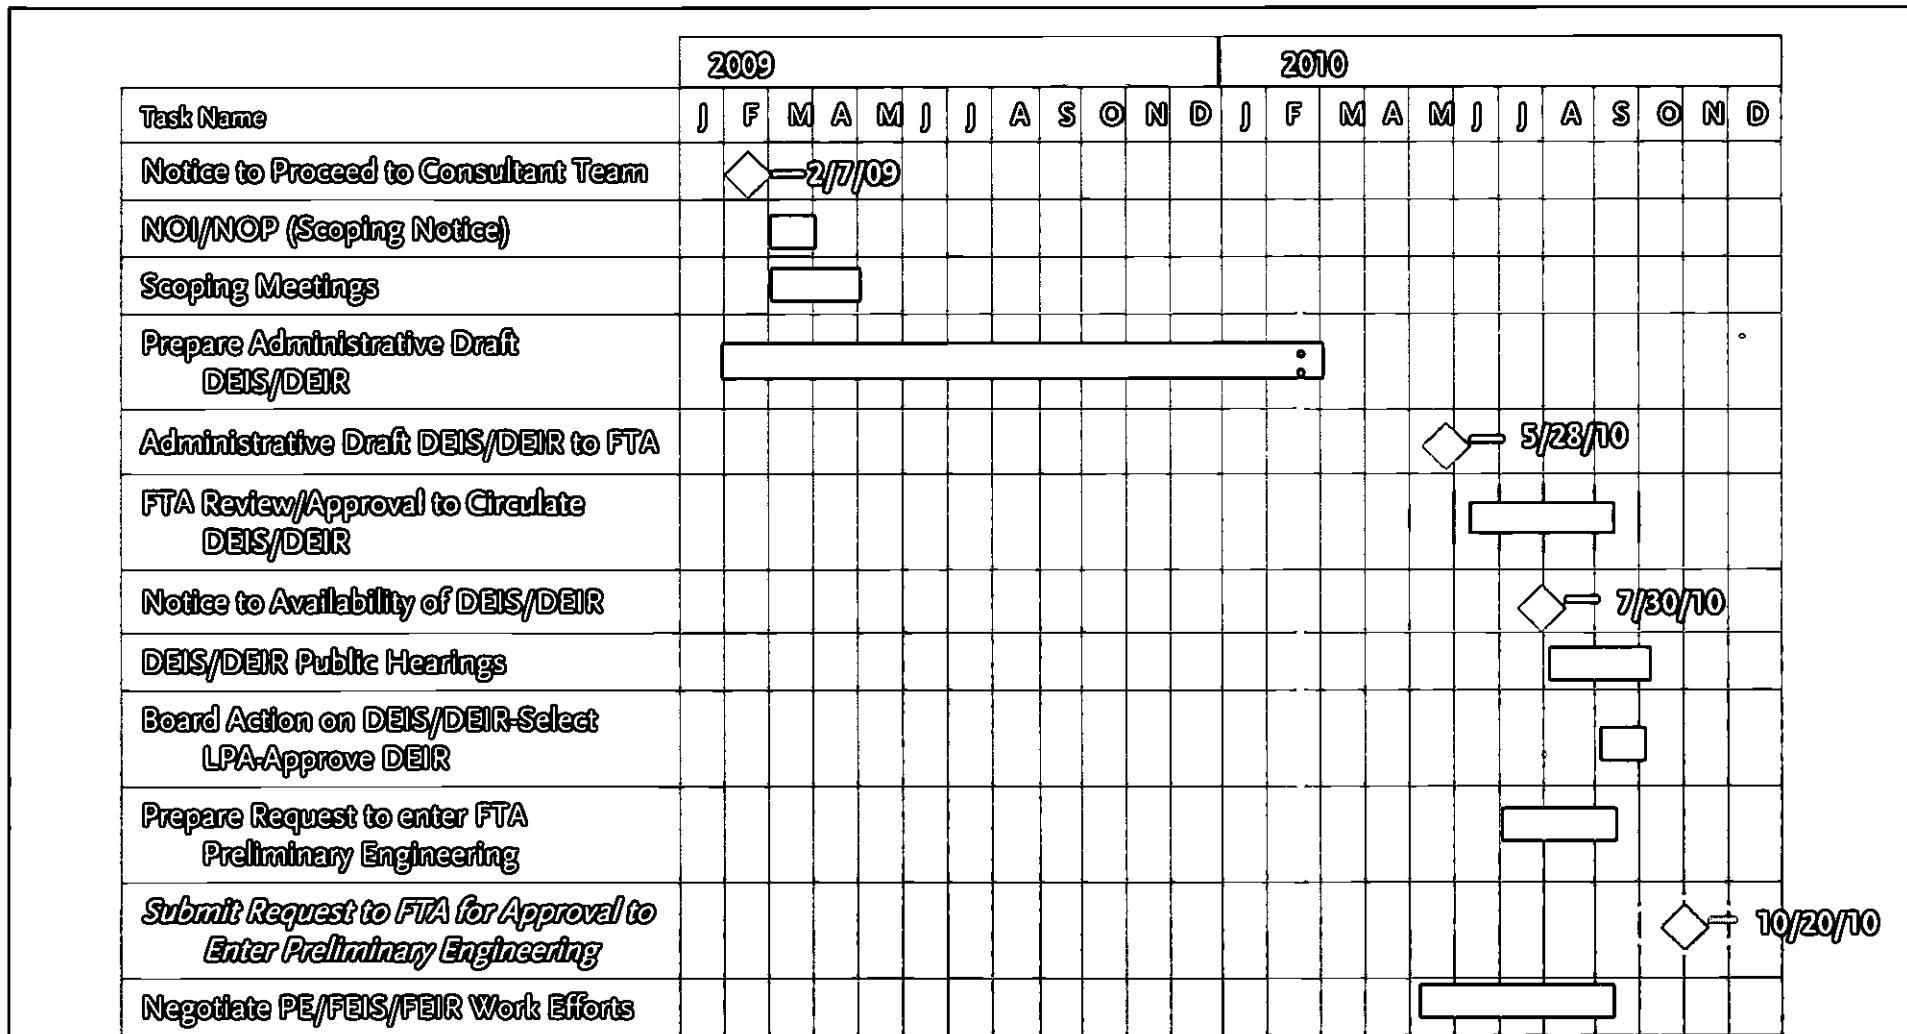 2009 2010
Task Name J F M A M J J A S O N D J F M A M J J A S O N D
Notice to Proceed to Consultant Team 2/7/09
NOI/NOP (Scoping Notice)
Scoping Meetings
Prepare Administrative Draft
DEIS/DEIR
Administrative Draft DEIS/DEIR to FTA 5/28/10
FTA Review/Approval to Circulate
DEIS/DEIR
Notice to Availability of DEIS/DEIR 7/30/10
DEIS/DEIR Public Hearings
Board Action on DEIS/DEIR-Select
LPA-Approve DEIR
Prepare Request to enter FTA
Preliminary Engineering
Submit Request to FTA for Approval to
Enter Preliminary Engineering 10/20/10
Negotiate PE/FEIS/FEIR Work Efforts